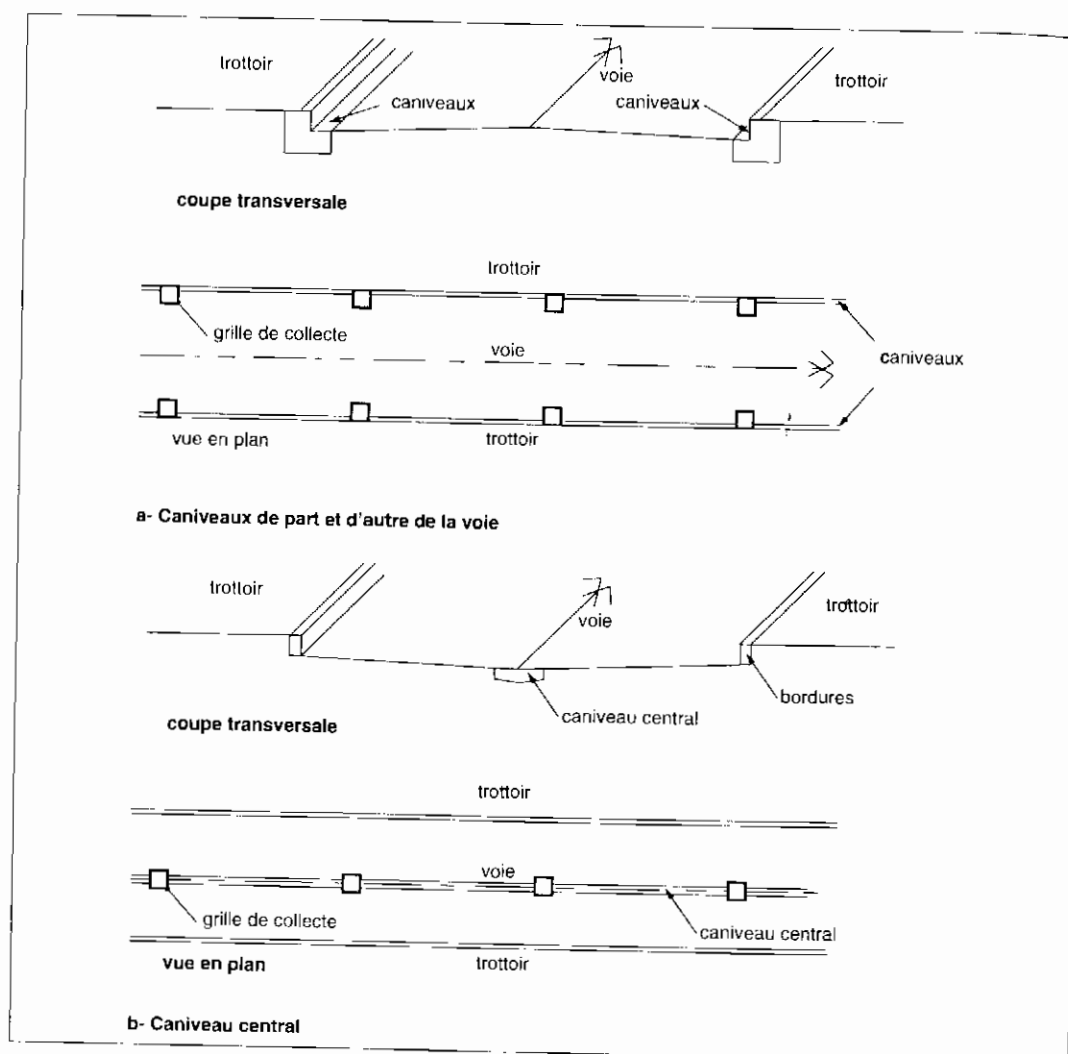 trottoir
voie
trottoir
caniveaux
caniveaux
coupe transversale
trottoir
grille de collecte
voie
caniveaux
vue en plan
trottoir
a- Caniveaux de part et d'autre de la voie
trottoir
voie
trottoir
bordures
caniveau central
coupe transversale
trottoir
voie
grille de collecte
caniveau central
vue en plan
trottoir
b- Caniveau central